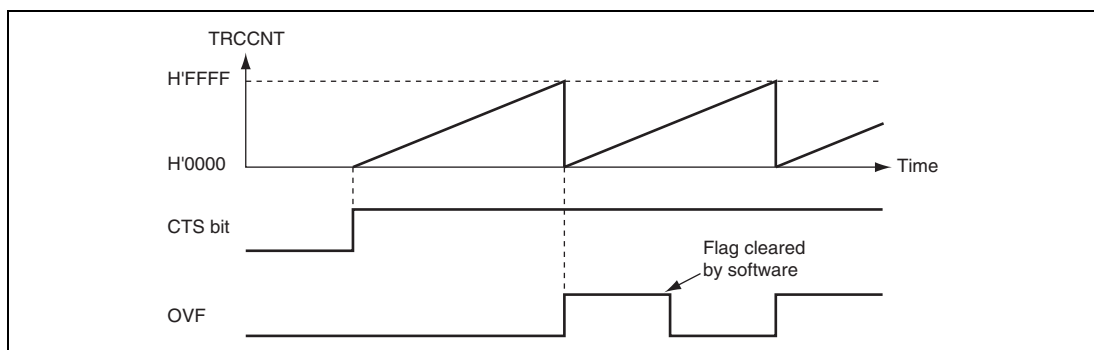 TRCCNT
H'FFFF
H'0000
Time
CTS bit
Flag cleared
by software
OVF